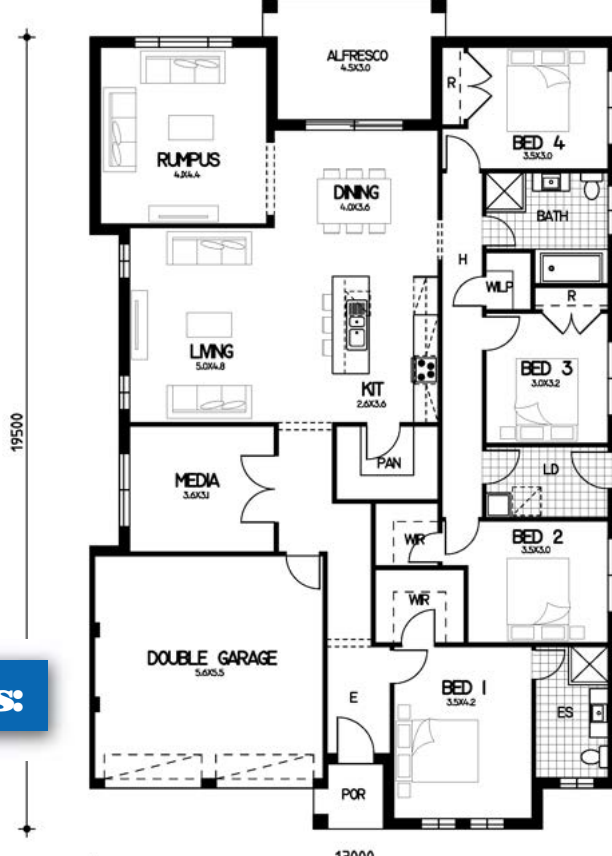 ALFRESCO
4.5X3.0
R
BED 4
3.5X3.0
RUMPUS
4.1X4.4
DINING
4.0X3.6
BATH
H
WILP
R
LIVING
5.0X4.8
BED 3
3.0X3.2
KIT
2.6X3.6
19500
PAN
LD
MEDIA
3.6X3.1
WIR
BED 2
3.5X3.0
WIR
DOUBLE GARAGE
5.6X5.5
s:
E
BED 1
3.5X4.2
ES
POR